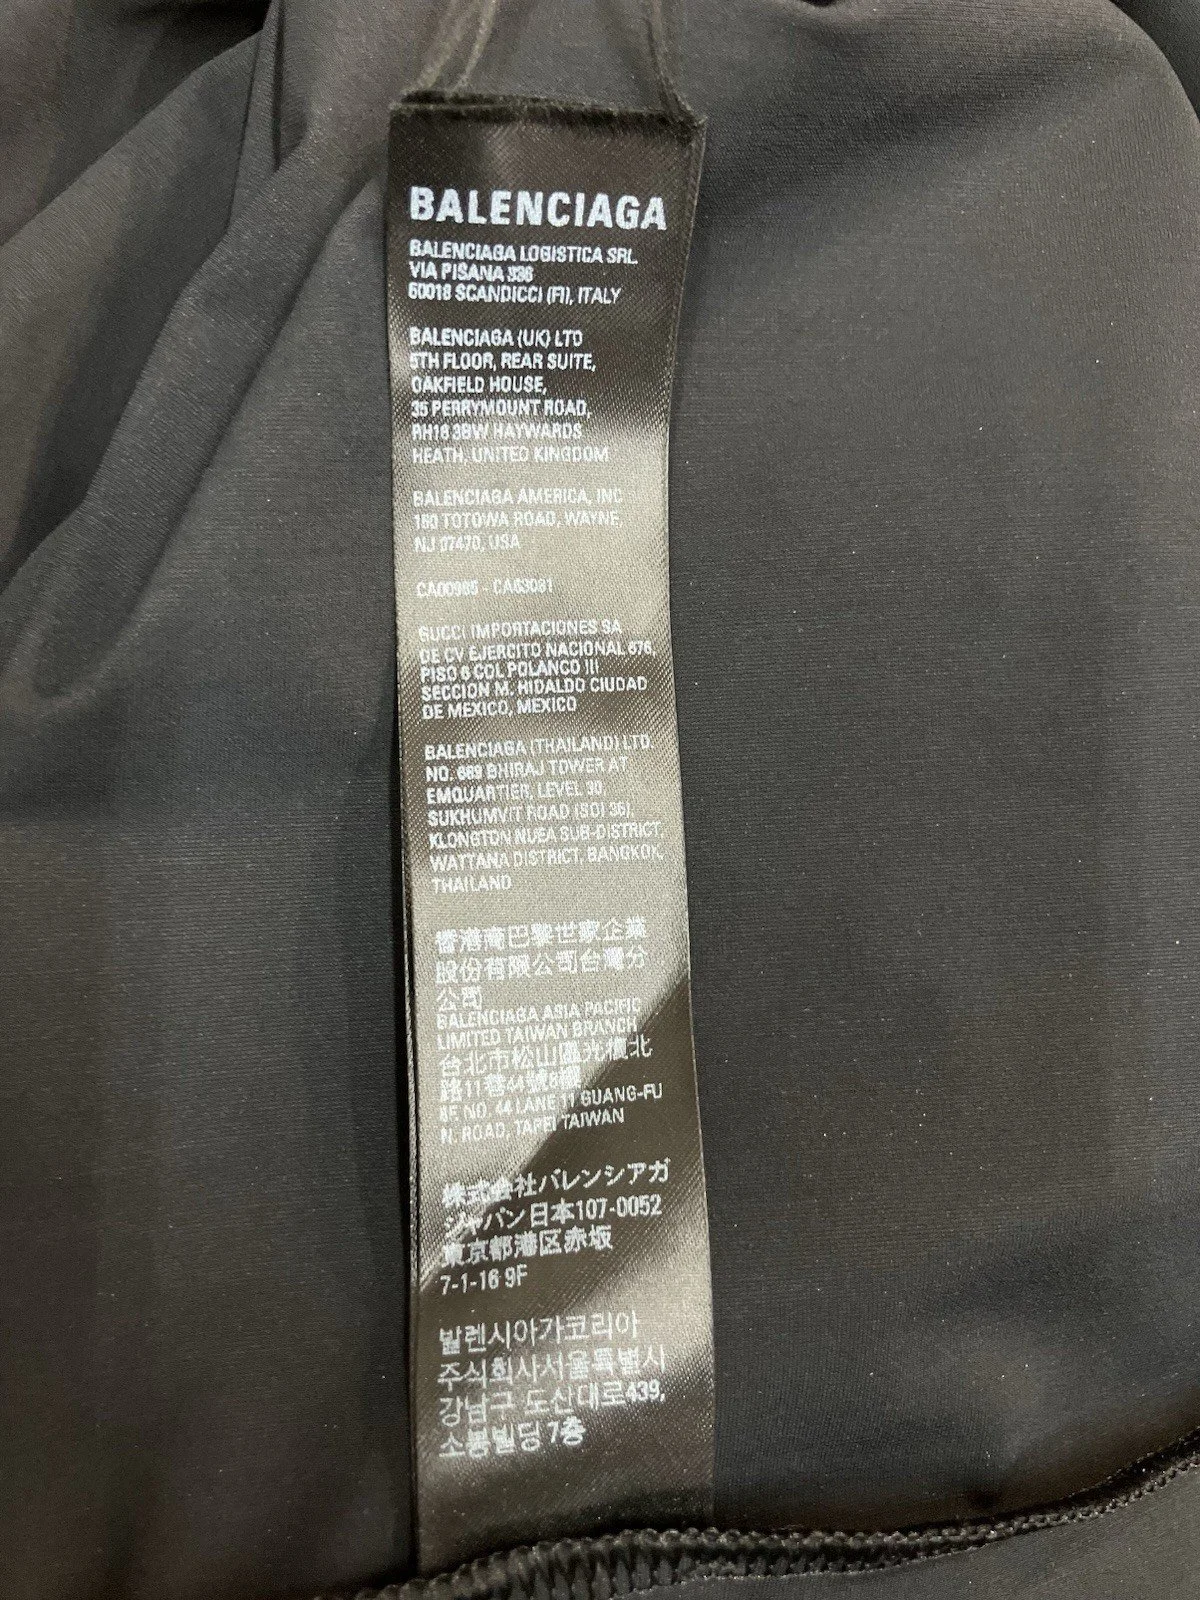 BALENCIAGA
BALENCIAGA LOGISTICA SRL
VIA PISANA 336
50018 SCANDICCI (FI), ITALY
BALENCIAGA (UK) LTD
5TH FLOOR, REAR SUITE,
OAKFIELD HOUSE,
35 PERRYMOUNT ROAD,
RH16 3BW HAYWARDS
HEATH, UNITED KINGDOM
BALENCIAGA AMERICA, INC
150 TOTOWA ROAD, WAYNE,
NJ 07470, USA
- CA63081
GUCCI IMPORTACIONES SA
DE CV EJERCITO NACIONAL 676,
PISO 6 COL POLANCO III
SECCION M. HIDALDO CIUDAD
DE MEXICO, MEXICO
BALENCIAGA (THAILAND) LTD.
NO. 689 BHIRAJ TOWER AT
EMQUARTIER, LEVEL 30,
SUKHUMVIT ROAD (SOI 35),
KLONGTON NUEA SUB-DISTRICT,
WATTANA DISTRICT, BANGKOK,
THAILAND
香港商巴黎世家企業
股份有限公司台灣分
公司
BALENCIAGA ASIA PACIFIC
LIMITED TAIWAN BRANCH
台北市松山區光復北
路11巷44號8樓
8F NO. 44 LANE 11 GUANG-FU
N. ROAD, TAPEI TAIWAN
株式会社バレンシアガ
ジャパン日本107-0052
東京都港区赤坂
7-1-16 9F
발렌시아가코리아
주식회사서울특별시
강남구 도산대로439,
소봉빌딩 7층